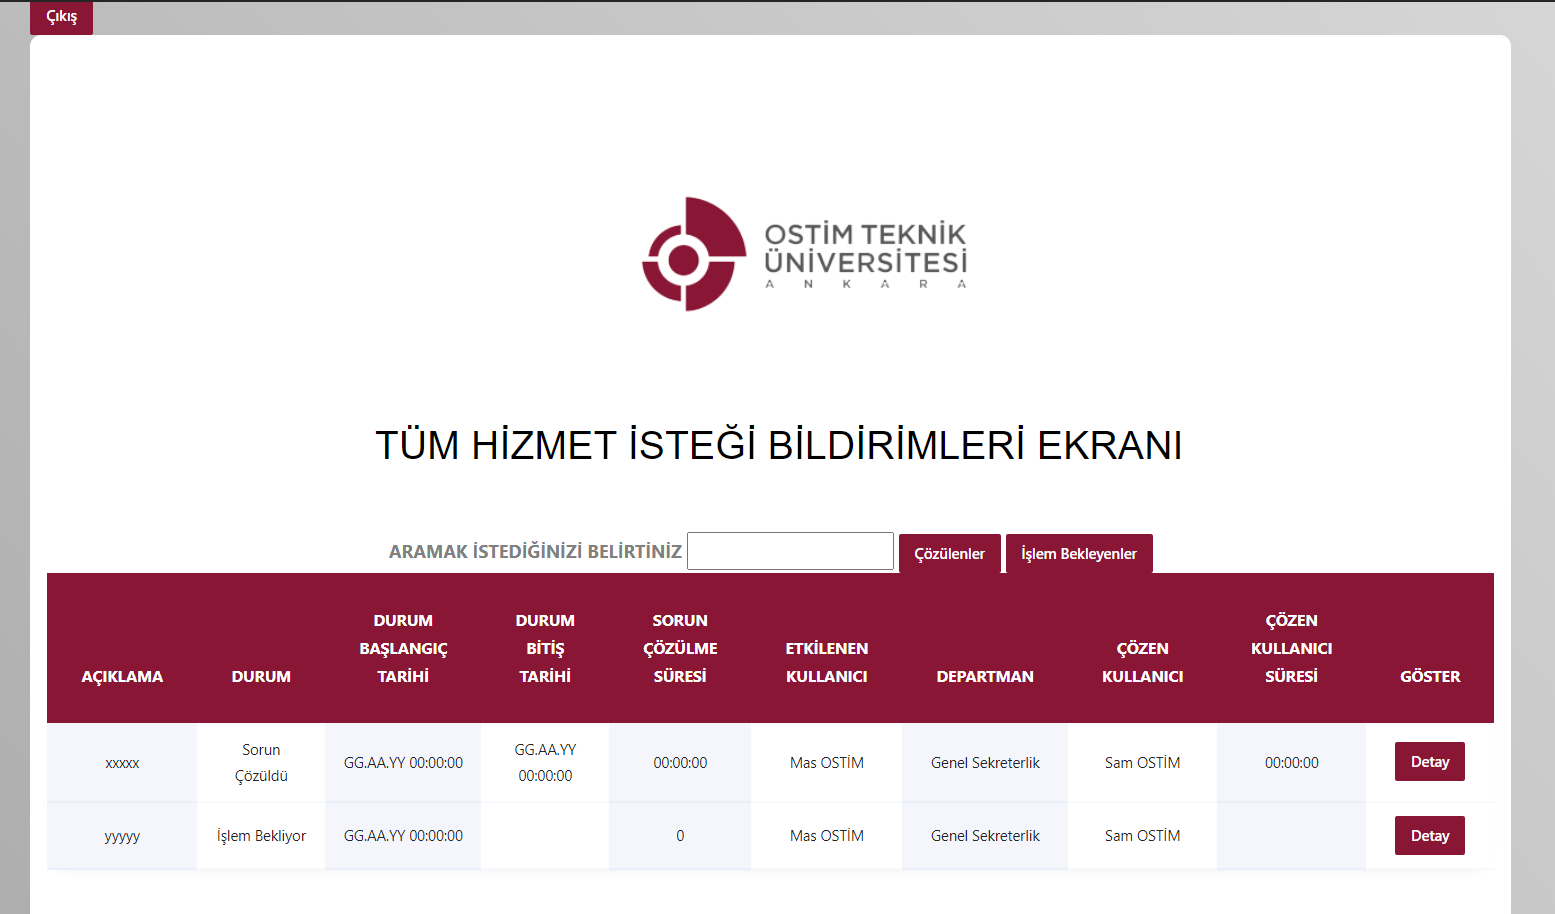 Çıkış
OSTİM TEKNİK
ÜNİVERSİTESİ
ANKARA
TÜM HİZMET İSTEĞİ BİLDİRİMLERİ EKRANI
ARAMAK İSTEDİĞİNİZİ BELİRTİNİZ Çözülenler İşlem Bekleyenler
AÇIKLAMA
DURUM
DURUM
BAŞLANGIÇ
TARİHİ
DURUM
BİTİŞ
TARİHİ
SORUN
ÇÖZÜLME
SÜRESİ
ETKİLENEN
KULLANICI
DEPARTMAN
ÇÖZEN
KULLANICI
ÇÖZEN
KULLANICI
SÜRESİ
GÖSTER
xxxxx
Sorun
Çözüldü
GG.AA.YY 00:00:00
GG.AA.YY
00:00:00
00:00:00
Mas OSTİM
Genel Sekreterlik
Sam OSTİM
00:00:00
Detay
yyyyy
İşlem Bekliyor
GG.AA.YY 00:00:00
0
Mas OSTİM
Genel Sekreterlik
Sam OSTİM
Detay